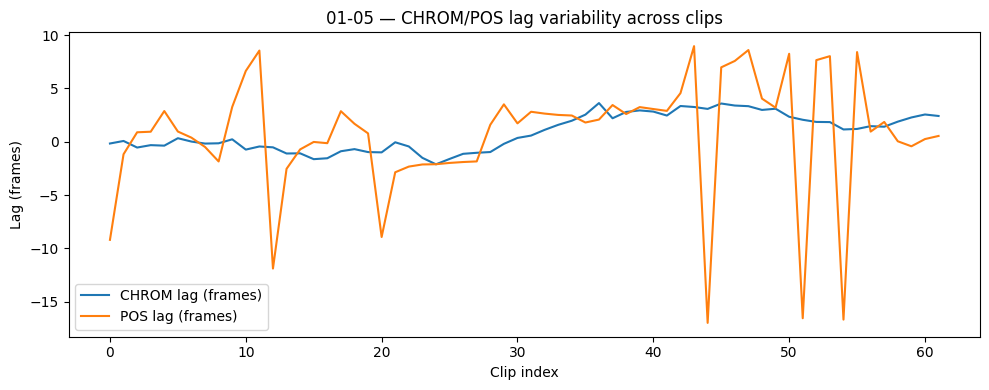 01-05 — CHROM/POS lag variability across clips
Lag (frames)
10
5
0
−5
−10
−15
CHROM lag (frames)
POS lag (frames)
0 10 20 30 40 50 60
Clip index